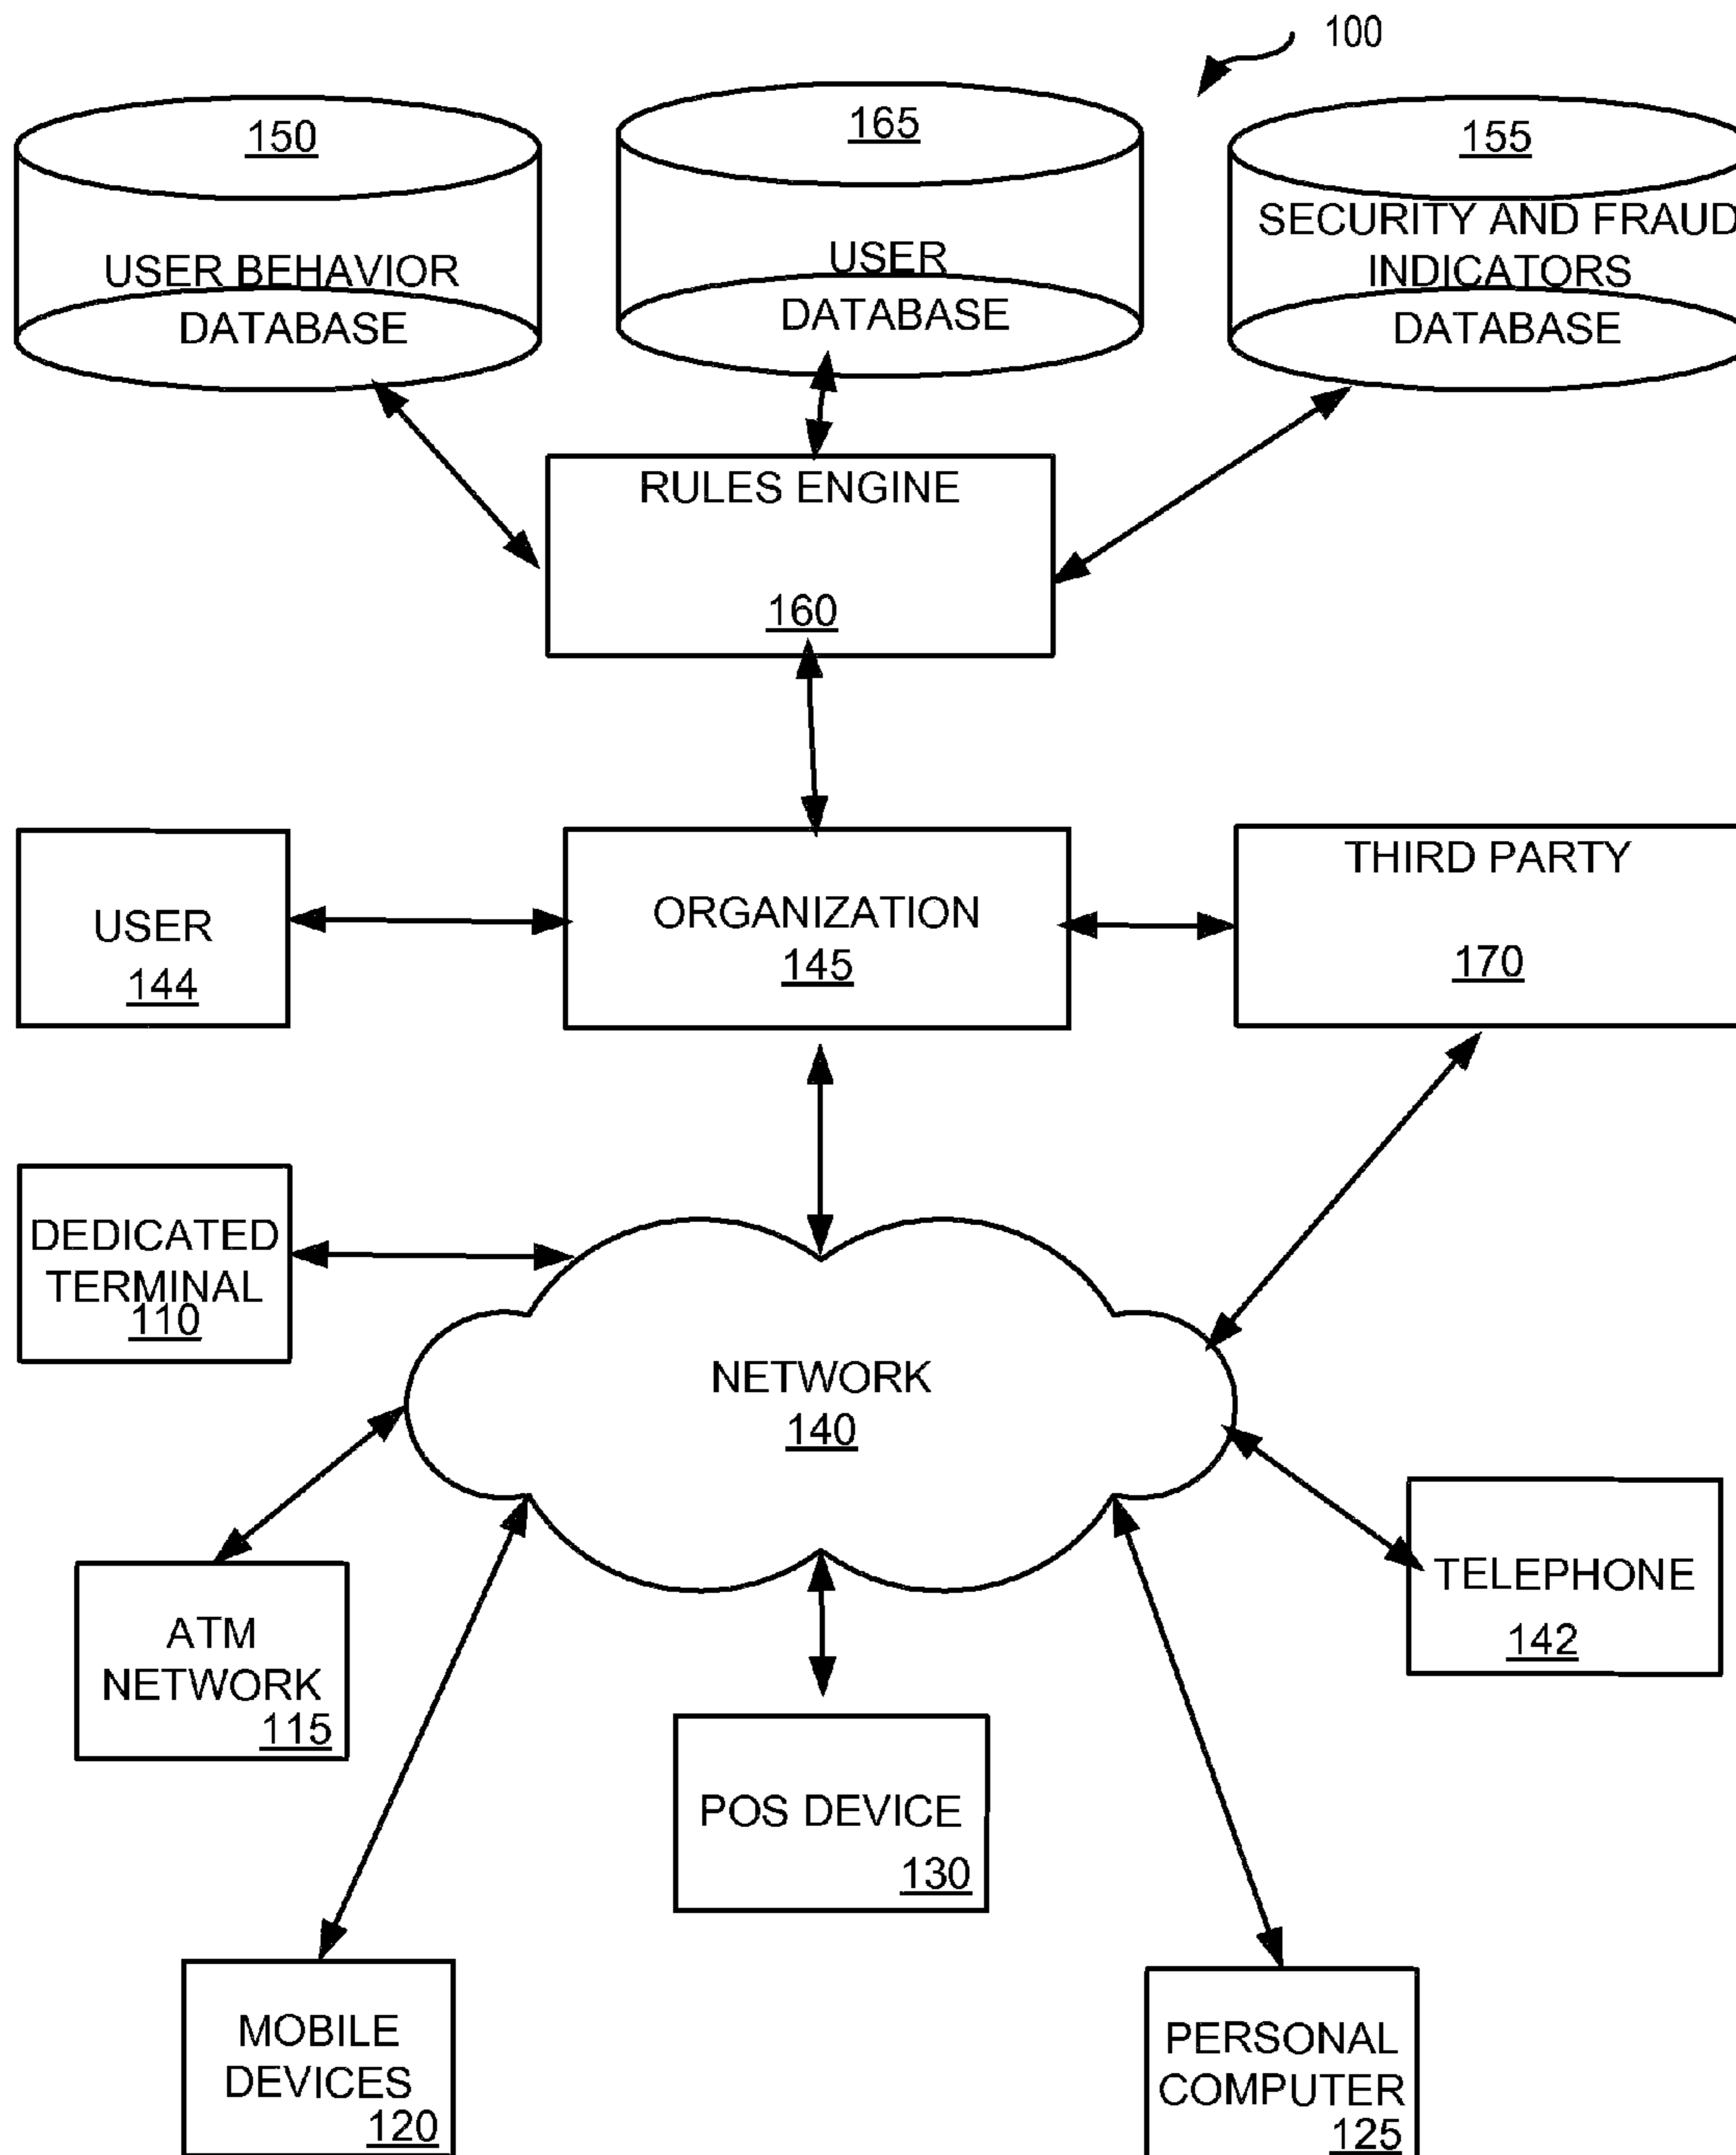 100
150
USER BEHAVIOR
DATABASE
165
USER
DATABASE
155
SECURITY AND FRAUD
INDICATORS
DATABASE
RULES ENGINE
160
USER
144
ORGANIZATION
145
THIRD PARTY
170
DEDICATED
TERMINAL
110
NETWORK
140
ATM
NETWORK
115
TELEPHONE
142
POS DEVICE
130
MOBILE
DEVICES
120
PERSONAL
COMPUTER
125